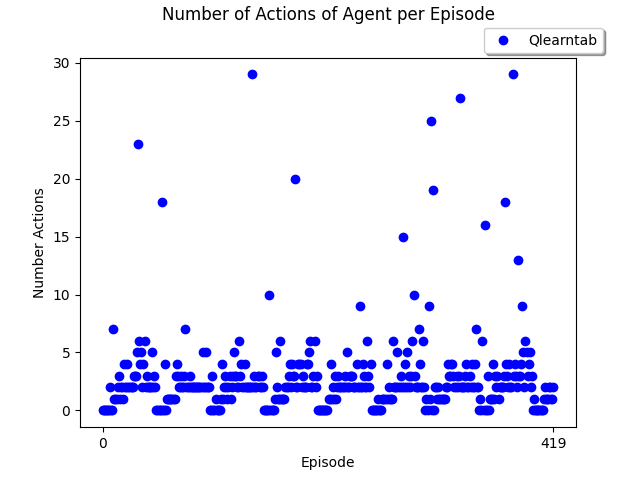 Number of Actions of Agent per Episode
Qlearntab
30
25
20
15
10
5
0
Number Actions
0
419
Episode